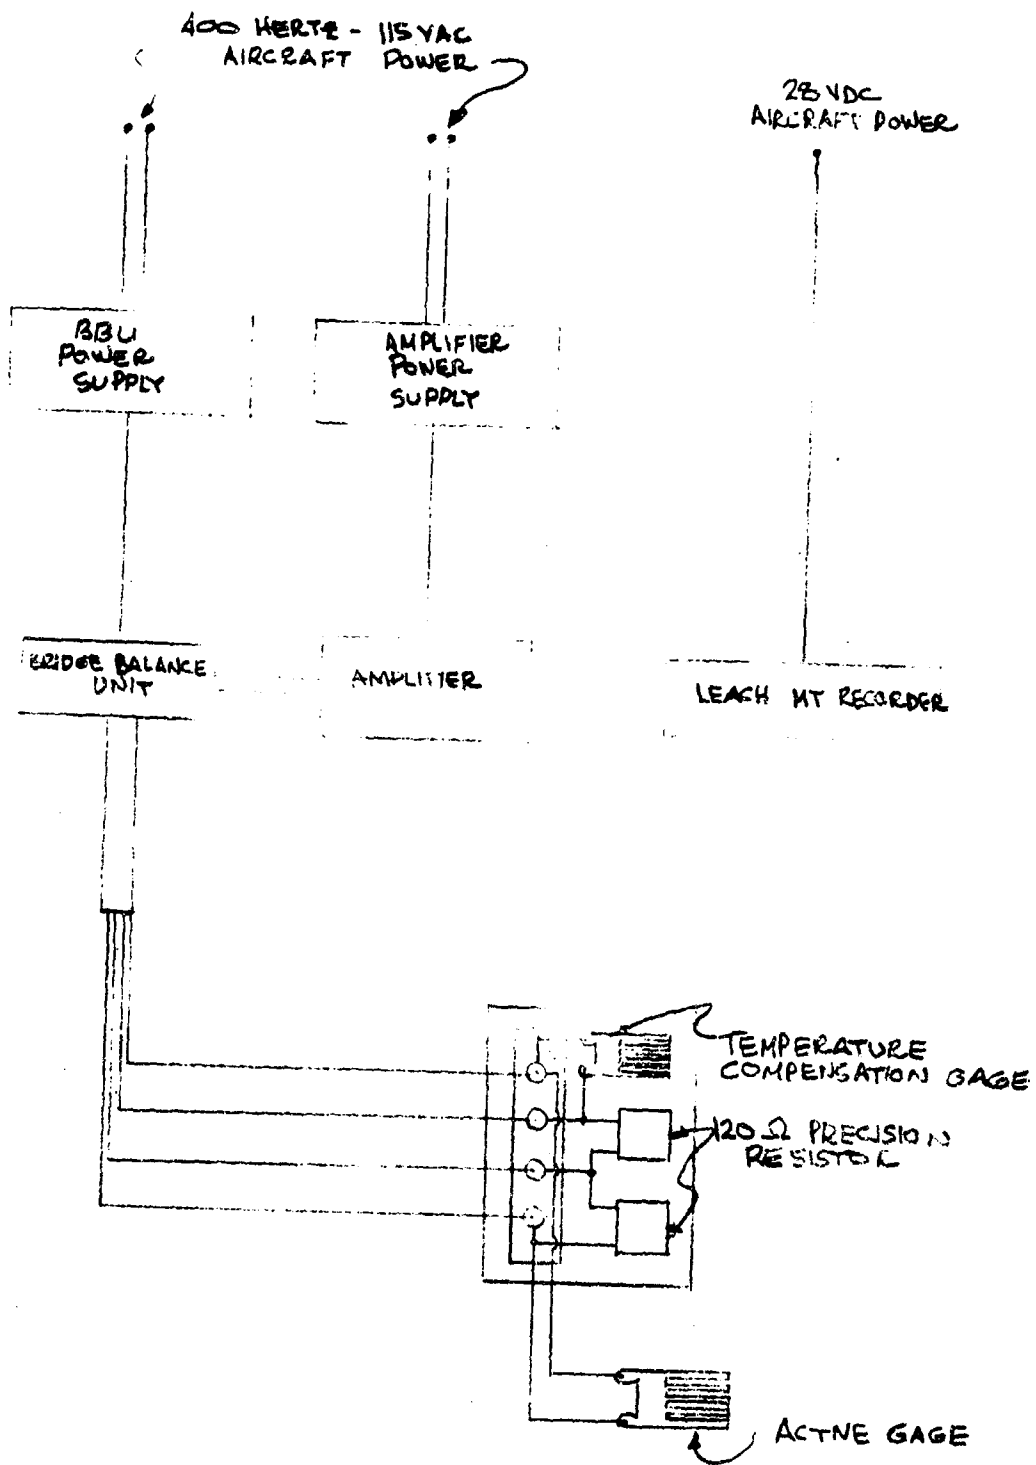 400 HERTZ - 115 VAC
AIRCRAFT POWER
28 VDC
AIRCRAFT POWER
BBU
POWER
SUPPLY
AMPLIFIER
POWER
SUPPLY
BRIDGE BALANCE
UNIT
AMPLIFIER
LEACH MT RECORDER
TEMPERATURE
COMPENSATION GAGE
120 Ω PRECISION
RESISTOR
ACTIVE GAGE